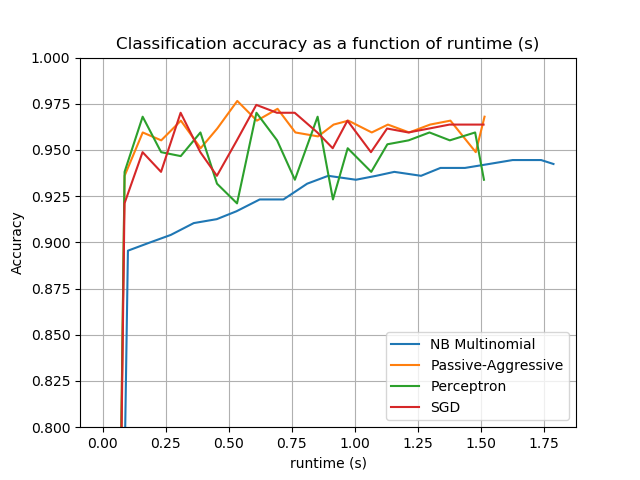 Classification accuracy as a function of runtime (s)
1.000
0.975
0.950
0.925
0.900
0.875
0.850
0.825
0.800
Accuracy
NB Multinomial
Passive-Aggressive
Perceptron
SGD
0.00 0.25 0.50 0.75 1.00 1.25 1.50 1.75
runtime (s)